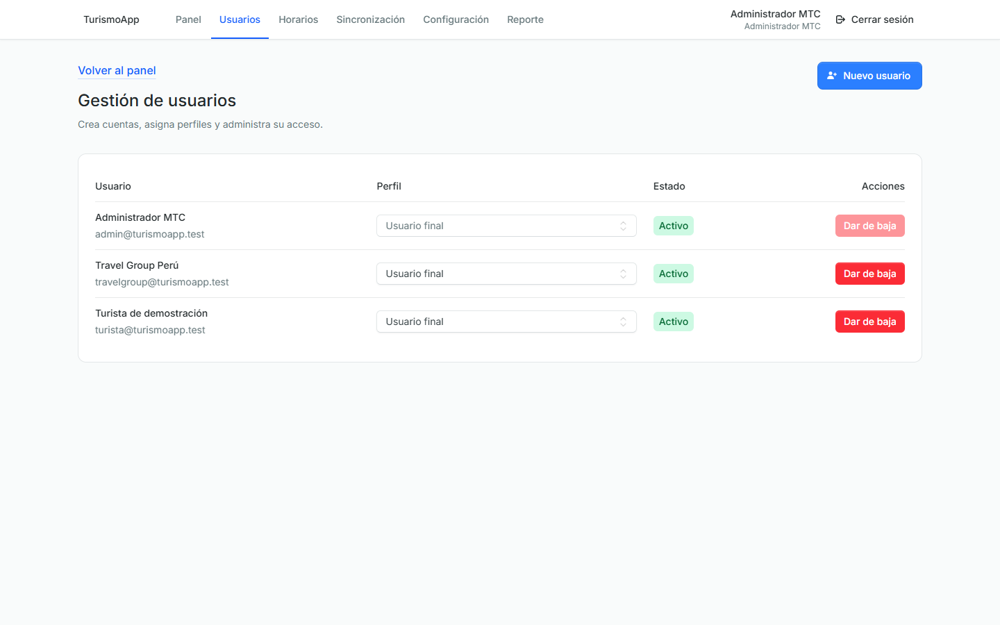 TurismoApp Panel Usuarios Horarios Sincronización Configuración Reporte Administrador MTC Cerrar sesión
Administrador MTC
Volver al panel
Nuevo usuario
Gestión de usuarios
Crea cuentas, asigna perfiles y administra su acceso.
Usuario Perfil Estado Acciones
Administrador MTC
admin@turismoapp.test
Usuario final Activo Dar de baja
Travel Group Perú
travelgroup@turismoapp.test
Usuario final Activo Dar de baja
Turista de demostración
turista@turismoapp.test
Usuario final Activo Dar de baja